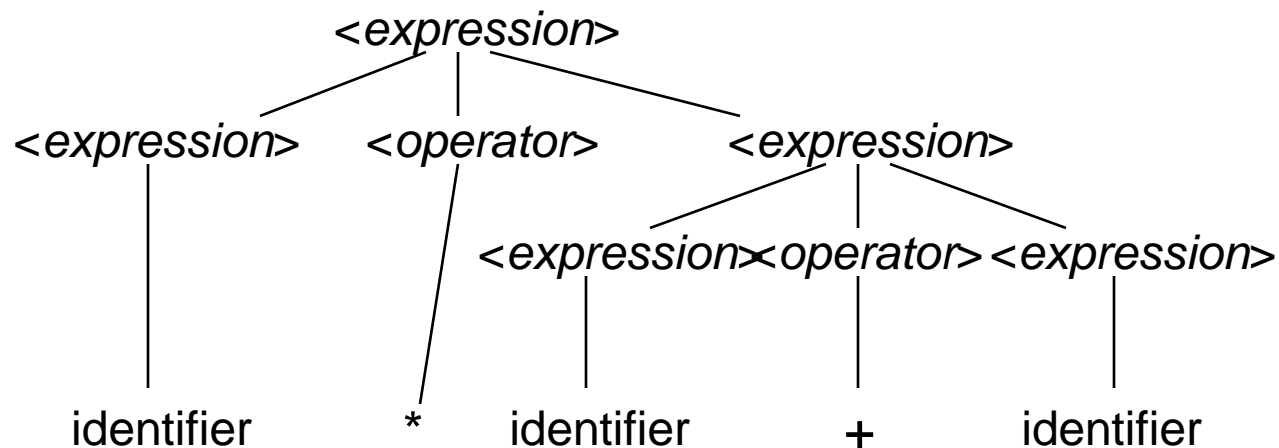 <expression>
<expression> <operator> <expression>
<expression><operator> <expression>
identifier * identifier + identifier